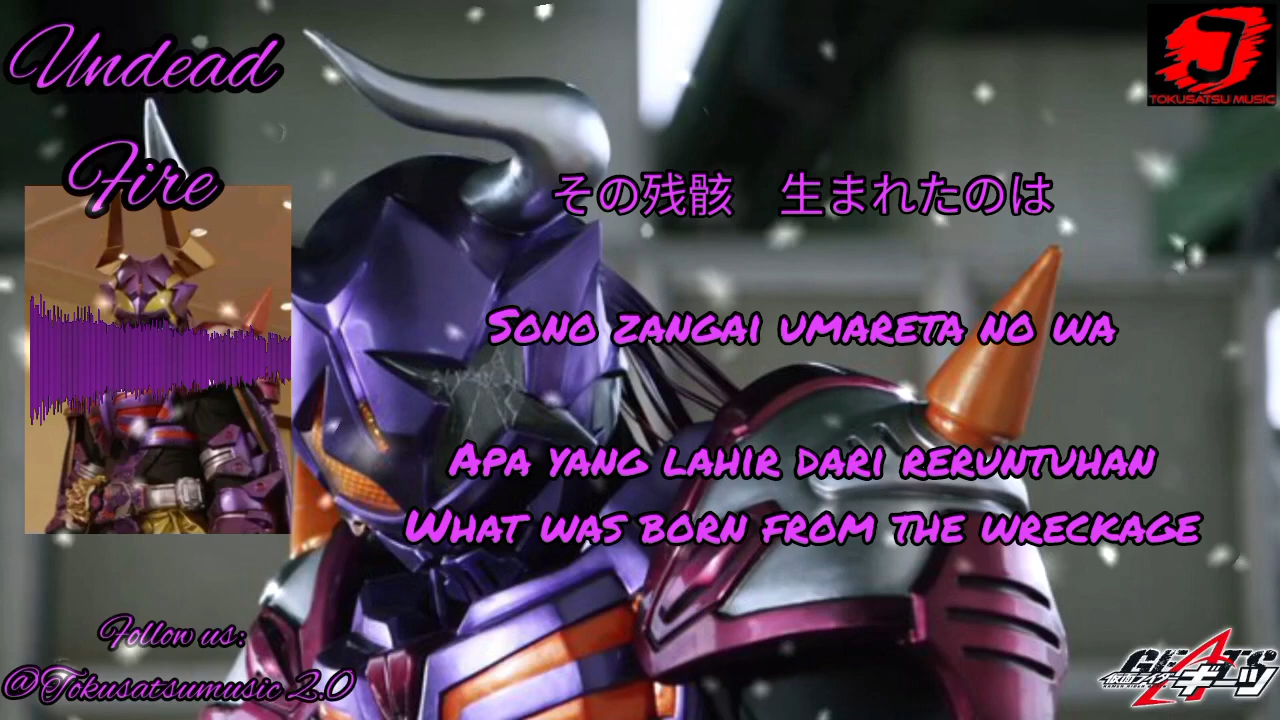 Undead
Fire
J
TOKUSATSU MUSIC
その残骸 生まれたのは
Sono zangai umareta no wa
Apa yang lahir dari reruntuhan
What was born from the wreckage
Follow us:
@Tokusatsumusic 2.0
GEATS
仮面ライダーギーツ